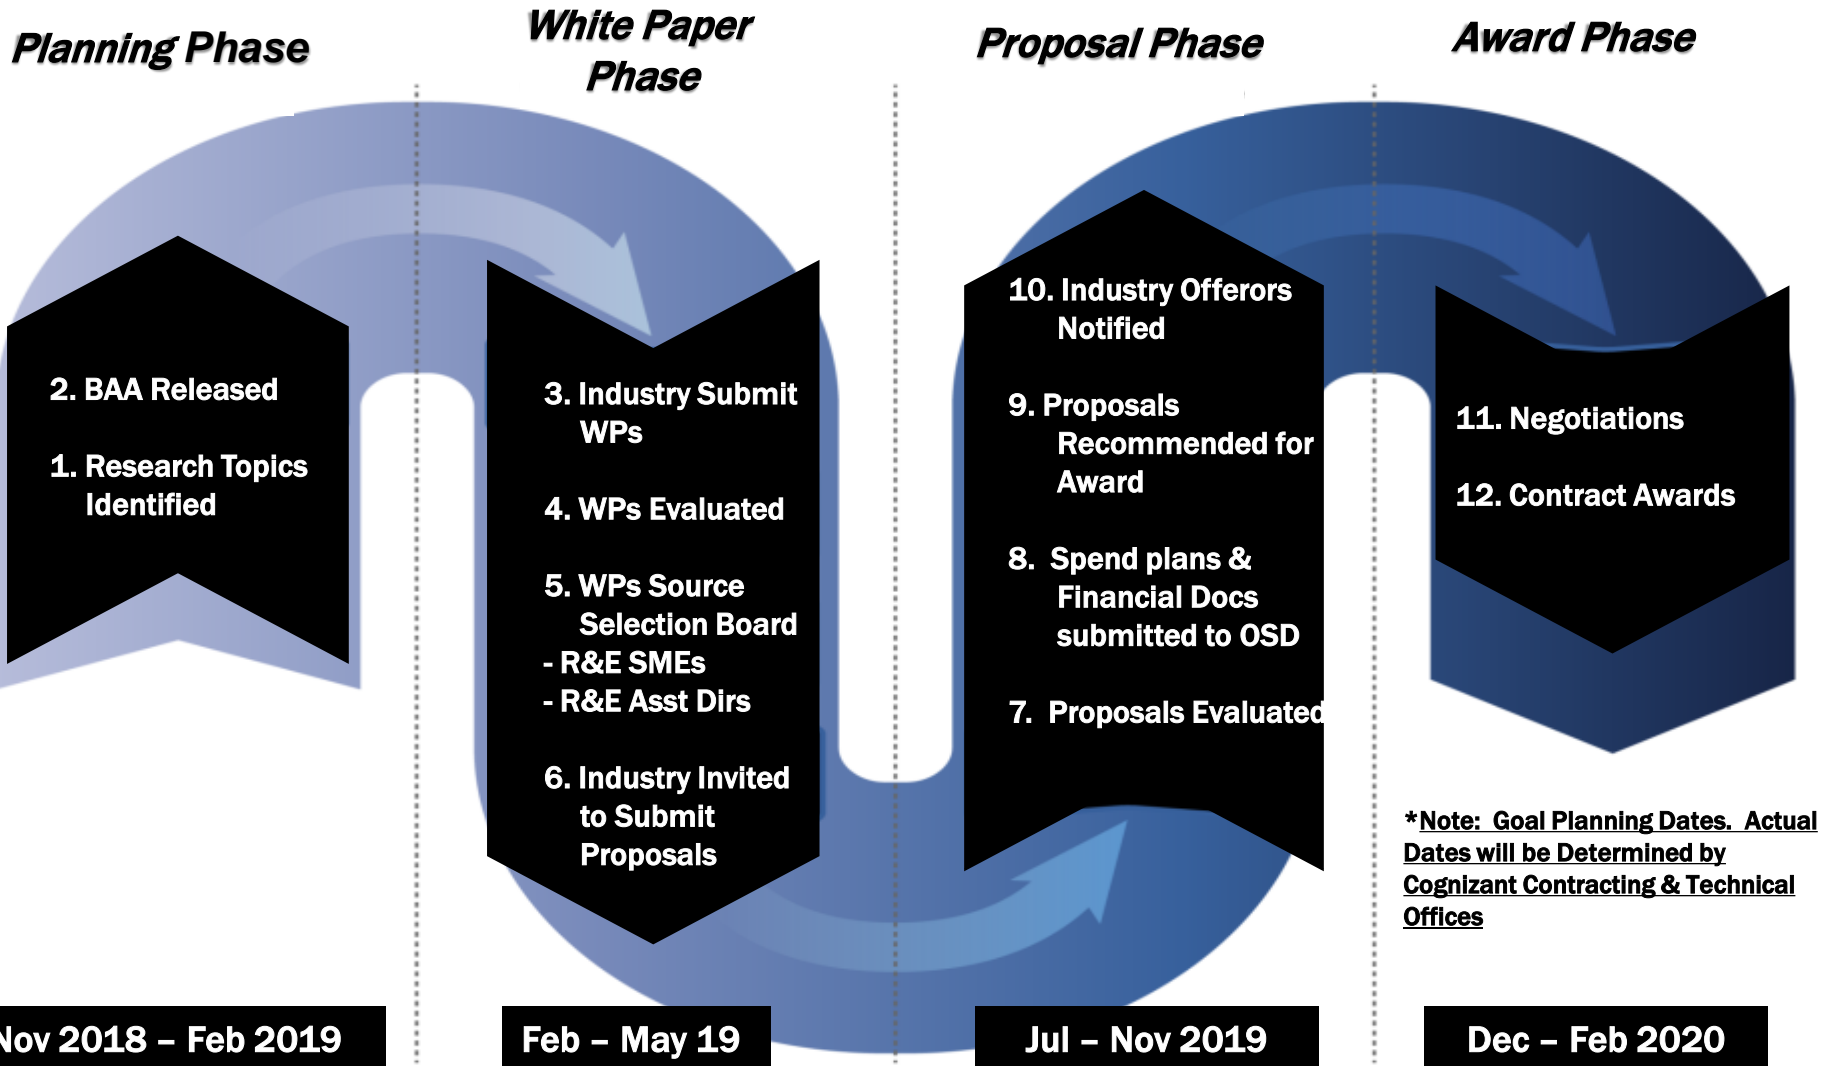 Planning Phase
White Paper
Phase
Proposal Phase
Award Phase
2. BAA Released
1. Research Topics
Identified
3. Industry Submit
WPs
4. WPs Evaluated
5. WPs Source
Selection Board
- R&E SMEs
- R&E Asst Dirs
6. Industry Invited
to Submit
Proposals
10. Industry Offerors
Notified
9. Proposals
Recommended for
Award
8. Spend plans &
Financial Docs
submitted to OSD
7. Proposals Evaluated
11. Negotiations
12. Contract Awards
*Note: Goal Planning Dates. Actual
Dates will be Determined by
Cognizant Contracting & Technical
Offices
Nov 2018 – Feb 2019
Feb – May 19
Jul – Nov 2019
Dec – Feb 2020